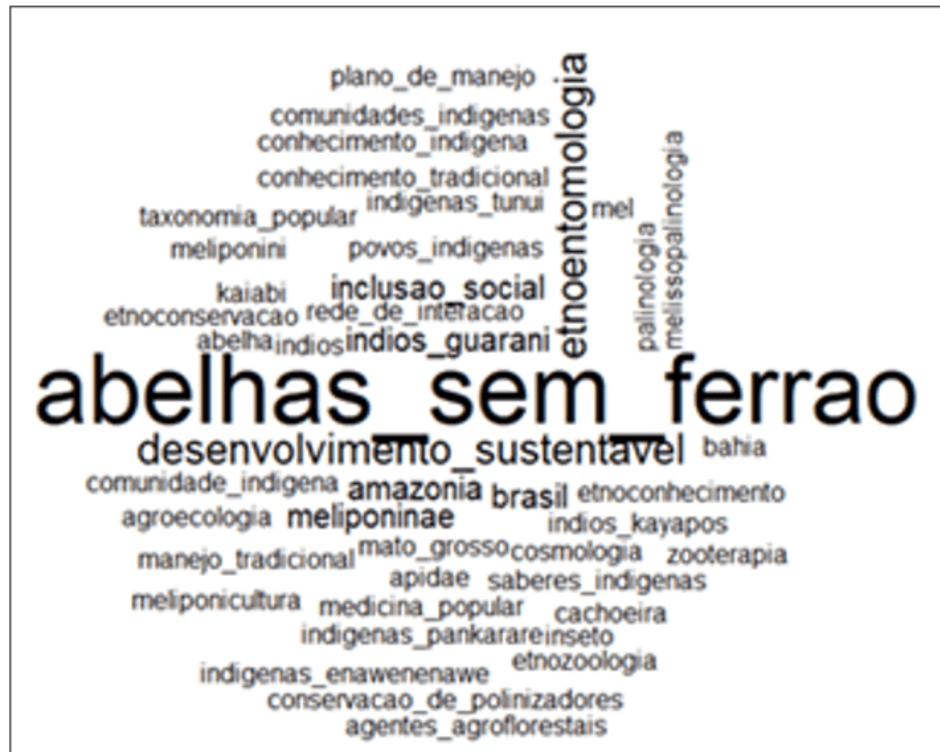 plano_de_manejo
comunidades_indigenas
conhecimento_indigena
conhecimento_tradicional
indigenas_tunui
taxonomia_popular
meliponini
povos_indigenas
kaiabi
inclusao_social
etnoconservacao
rede_de_interacao
abelha
indios
indios_guarani
etnoentomologia
mel
palinologia
melissopalinologia
abelhas_sem_ferrao
desenvolvimento_sustentavel
bahia
comunidade_indigena
amazonia
brasil
etnoconhecimento
agroecologia
meliponinae
indios_kayapos
manejo_tradicional
mato_grosso
cosmologia
zooterapia
apidae
saberes_indigenas
meliponicultura
medicina_popular
cachoeira
indigenas_pankarare
inseto
etnozoologia
indigenas_enawenenawe
conservacao_de_polinizadores
agentes_agroflorestais